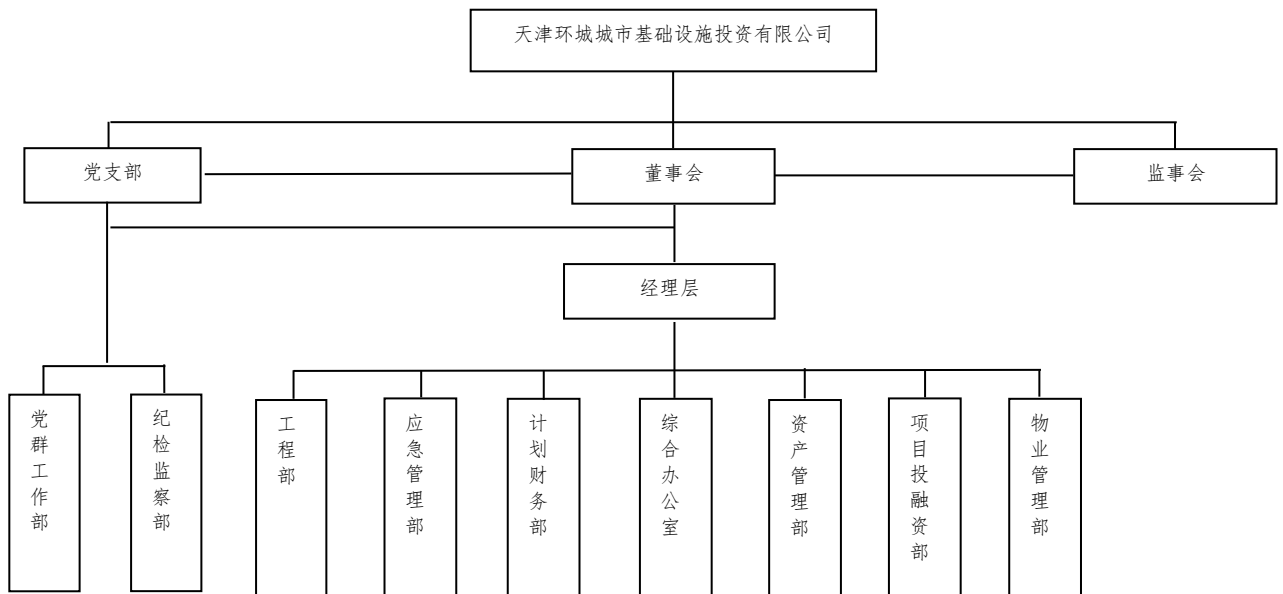 天津环城城市基础设施投资有限公司
党支部
董事会
监事会
经理层
党群工作部
纪检监察部
工程部
应急管理部
计划财务部
综合办公室
资产管理部
项目投融资部
物业管理部